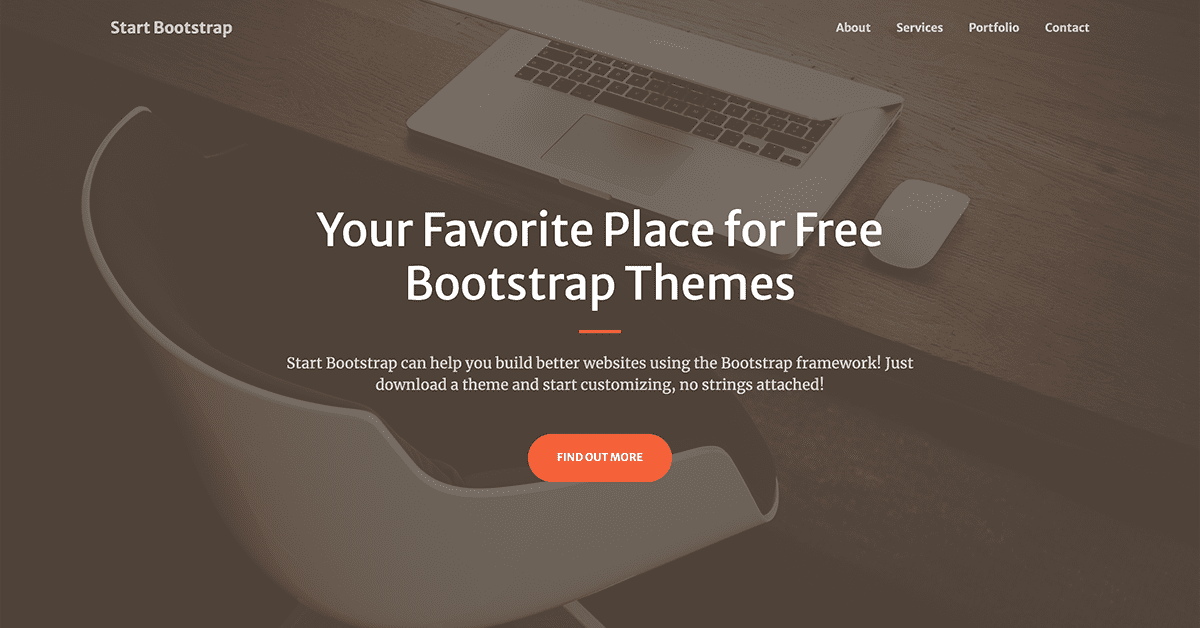 Start Bootstrap
About
Services
Portfolio
Contact
Your Favorite Place for Free
Bootstrap Themes
Start Bootstrap can help you build better websites using the Bootstrap framework! Just
download a theme and start customizing, no strings attached!
FIND OUT MORE